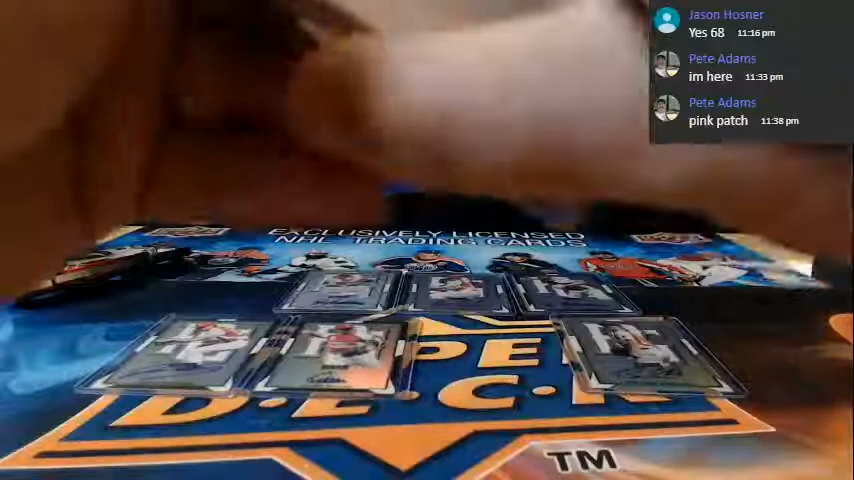 Jason Hosner
Yes 68 11:16 pm
Pete Adams
im here 11:33 pm
Pete Adams
pink patch 11:38 pm
EXCLUSIVELY LICENSED
NHL TRADING CARDS
PE
D·E·C·K
TM